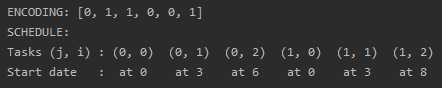 ENCODING: [0, 1, 1, 0, 0, 1]
SCHEDULE:
Tasks (j, i) : (0, 0)  (0, 1)  (0, 2)  (1, 0)  (1, 1)  (1, 2)
Start date   :  at 0    at 3    at 6    at 0    at 3    at 8